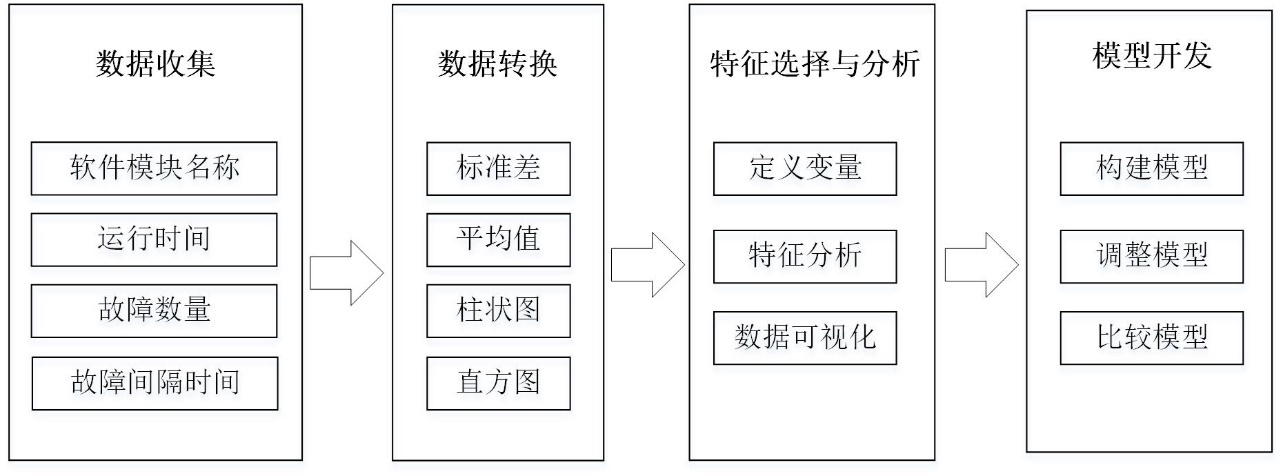 数据收集
软件模块名称
运行时间
故障数量
故障间隔时间
数据转换
标准差
平均值
柱状图
直方图
特征选择与分析
定义变量
特征分析
数据可视化
模型开发
构建模型
调整模型
比较模型